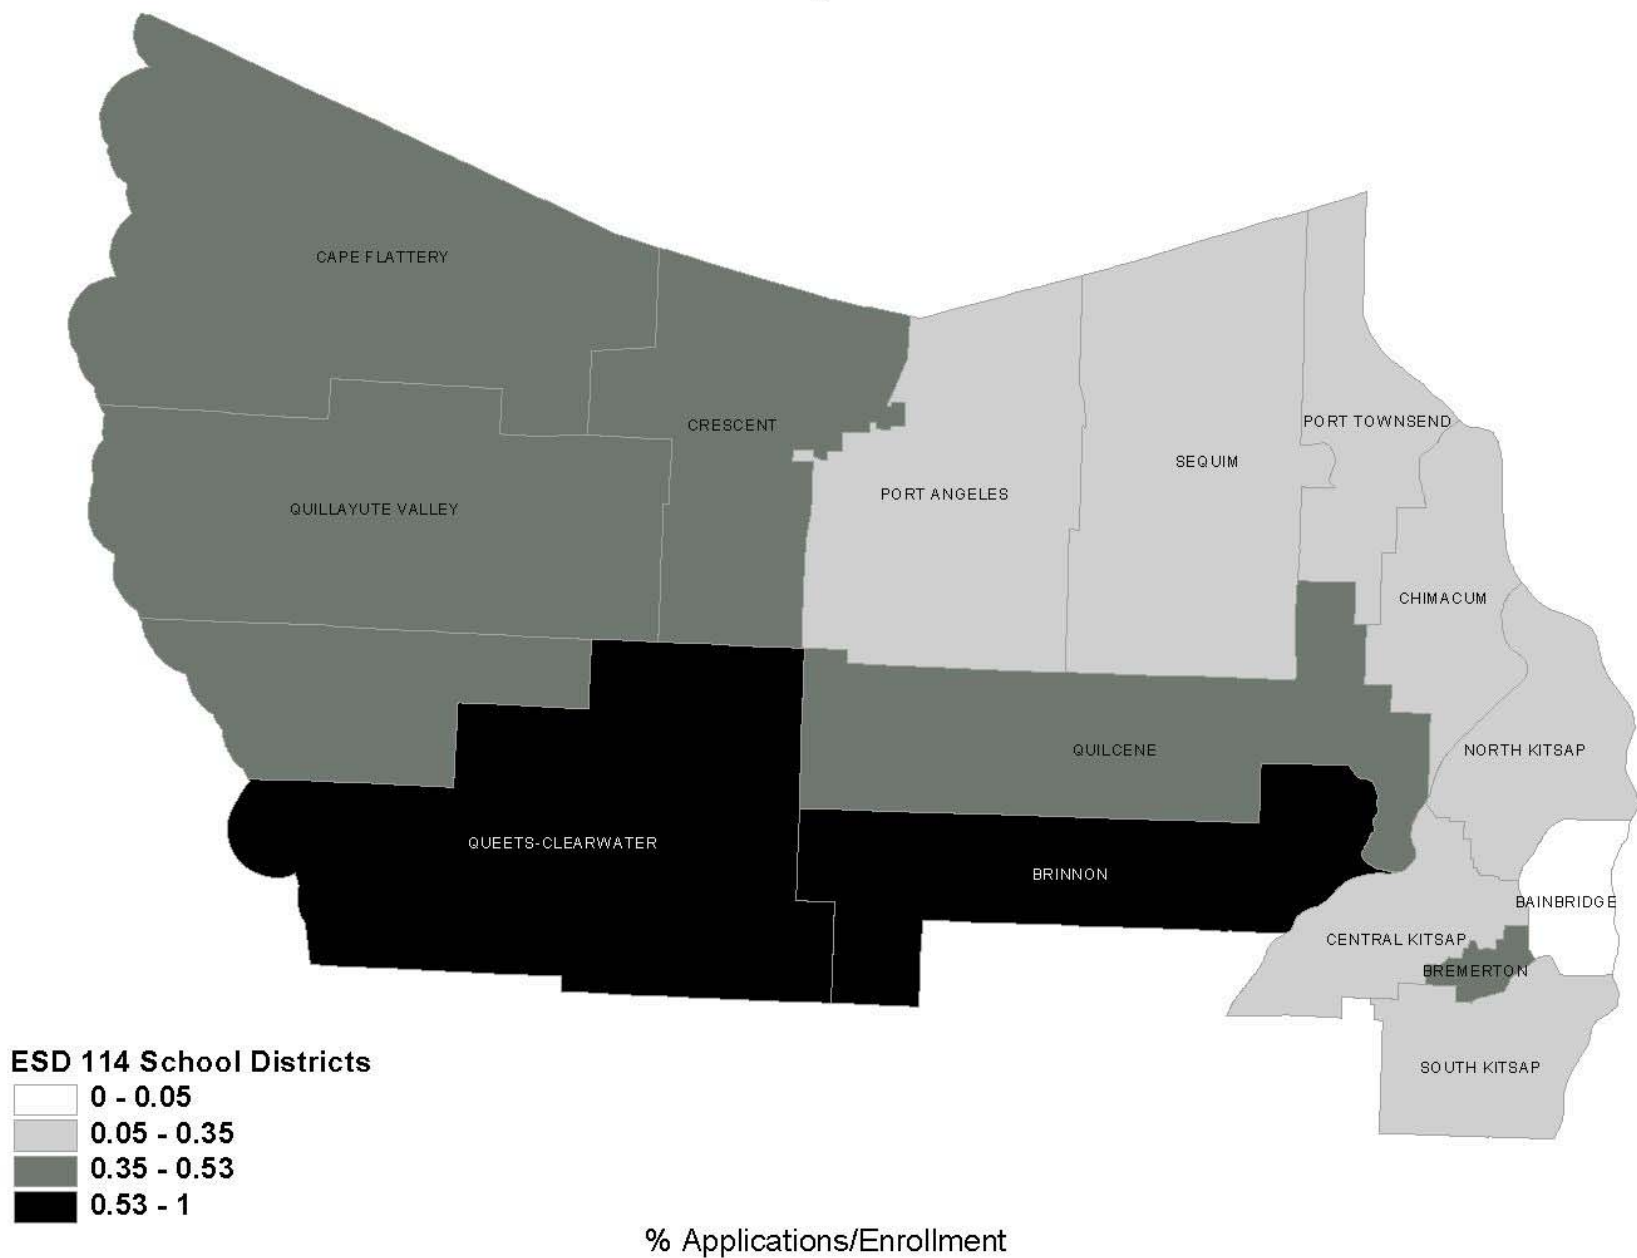 CAPE FLATTERY
PORT TOWNSEND
CRESCENT
SEQUIM
PORT ANGELES
QUILLAYUTE VALLEY
CHIMACUM
QUILCENE
NORTH KITSAP
QUEETS-CLEARWATER
BRINNON
BAINBRIDGE
CENTRAL KITSAP
BREMERTON
SOUTH KITSAP
ESD 114 School Districts
0 - 0.05
0.05 - 0.35
0.35 - 0.53
0.53 - 1
% Applications/Enrollment